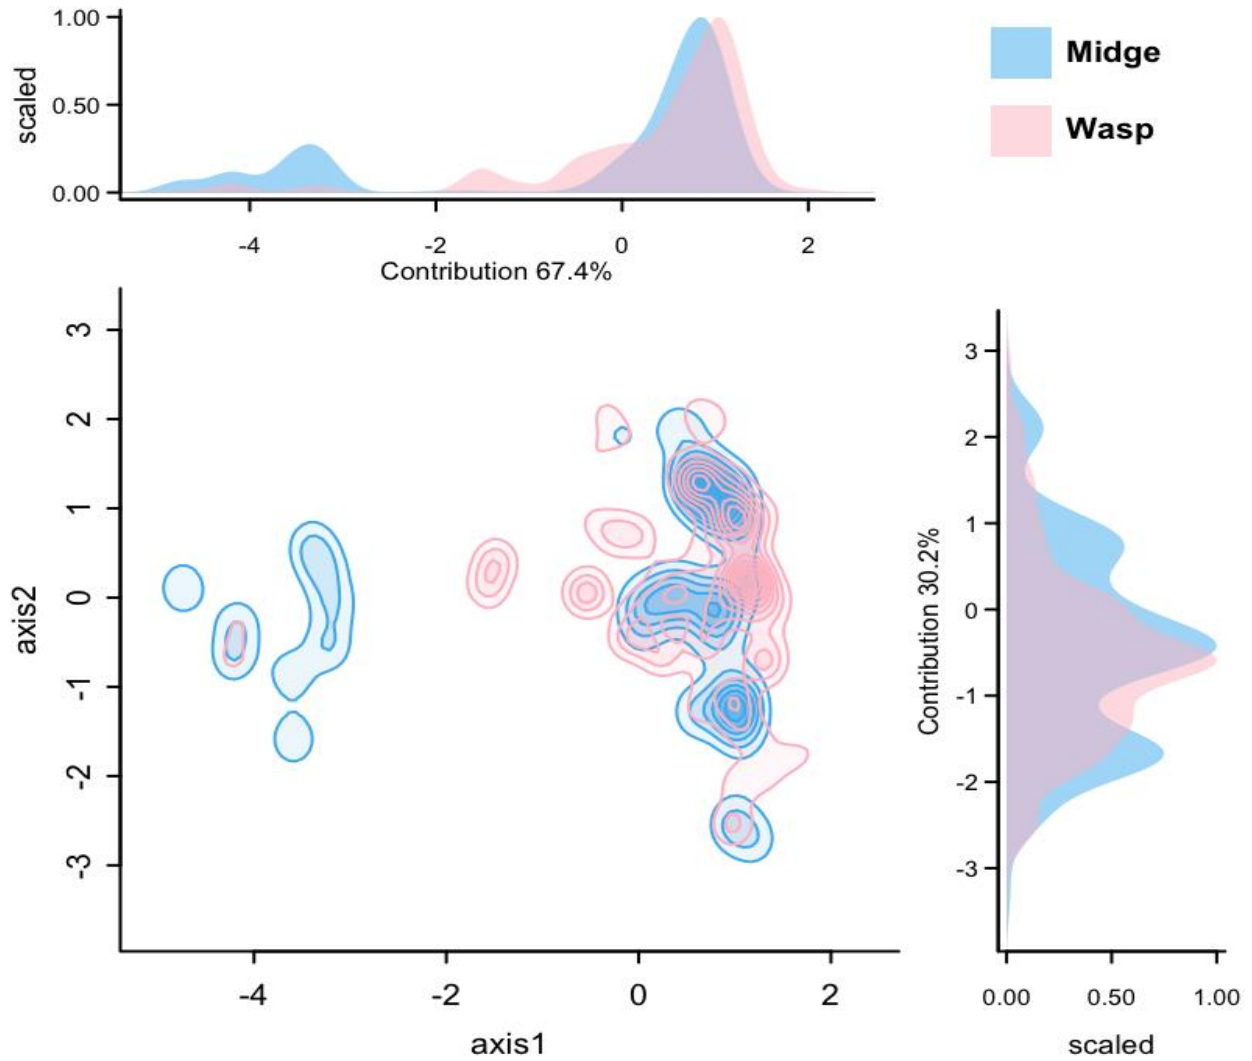 1.00
0.50
0.00
scaled
-4 -2 0 2
Contribution 67.4%
Midge
Wasp
3
2
1
0
-1
-2
-3
axis2
-4 -2 0 2
axis1
3
2
1
0
-1
-2
-3
Contribution 30.2%
0.00 0.50 1.00
scaled